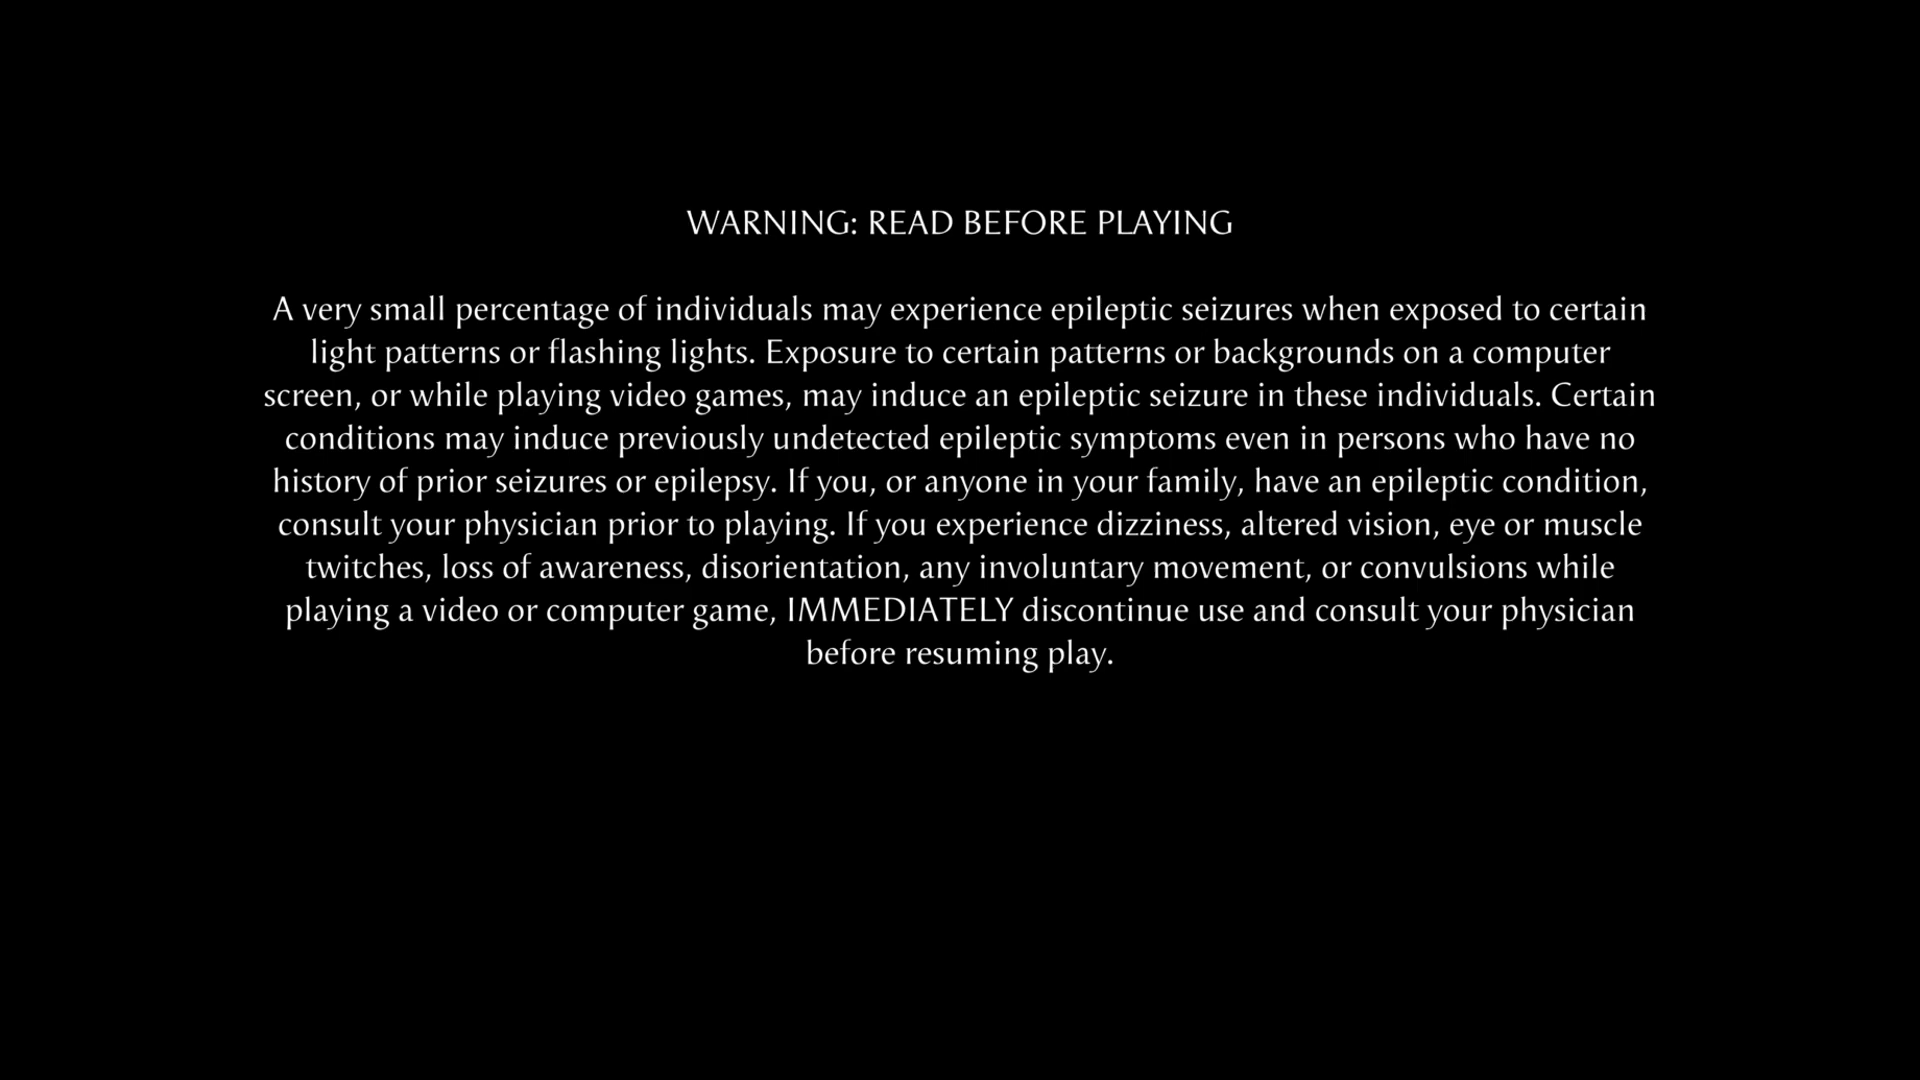 WARNING: READ BEFORE PLAYING
A very small percentage of individuals may experience epileptic seizures when exposed to certain
light patterns or flashing lights. Exposure to certain patterns or backgrounds on a computer
screen, or while playing video games, may induce an epileptic seizure in these individuals. Certain
conditions may induce previously undetected epileptic symptoms even in persons who have no
history of prior seizures or epilepsy. If you, or anyone in your family, have an epileptic condition,
consult your physician prior to playing. If you experience dizziness, altered vision, eye or muscle
twitches, loss of awareness, disorientation, any involuntary movement, or convulsions while
playing a video or computer game, IMMEDIATELY discontinue use and consult your physician
before resuming play.